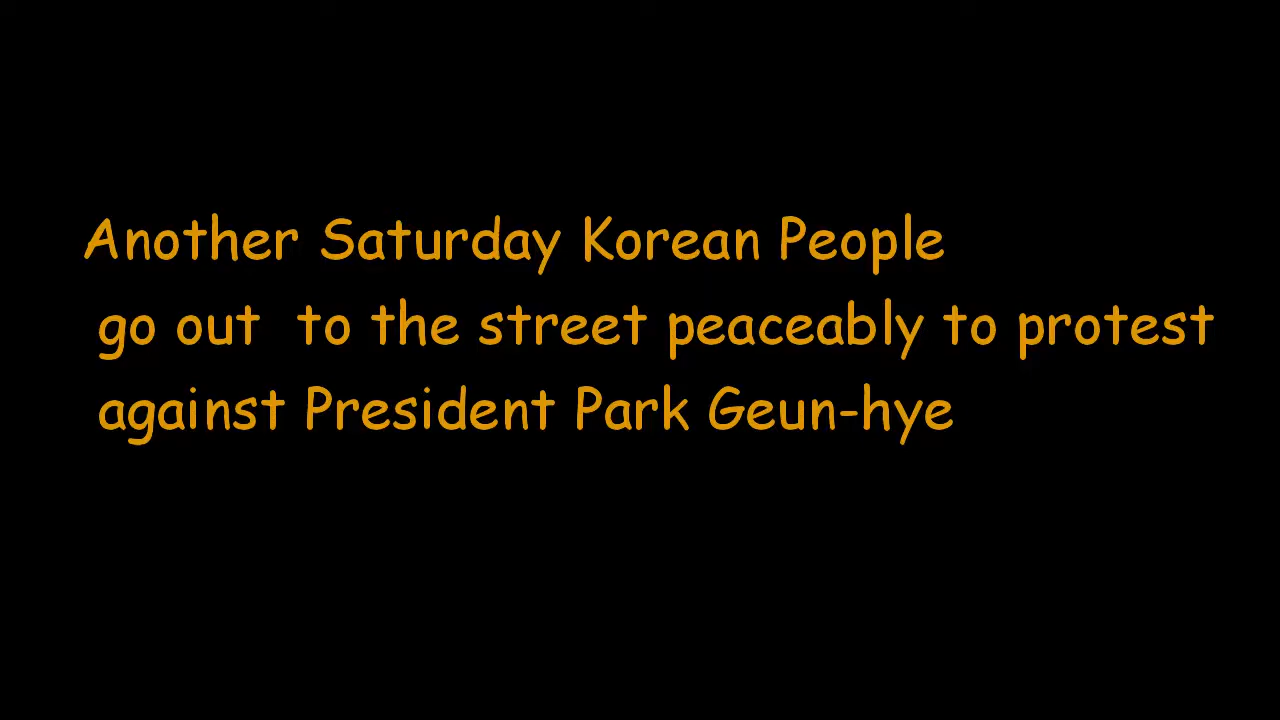 Another Saturday Korean People
go out to the street peaceably to protest
against President Park Geun-hye